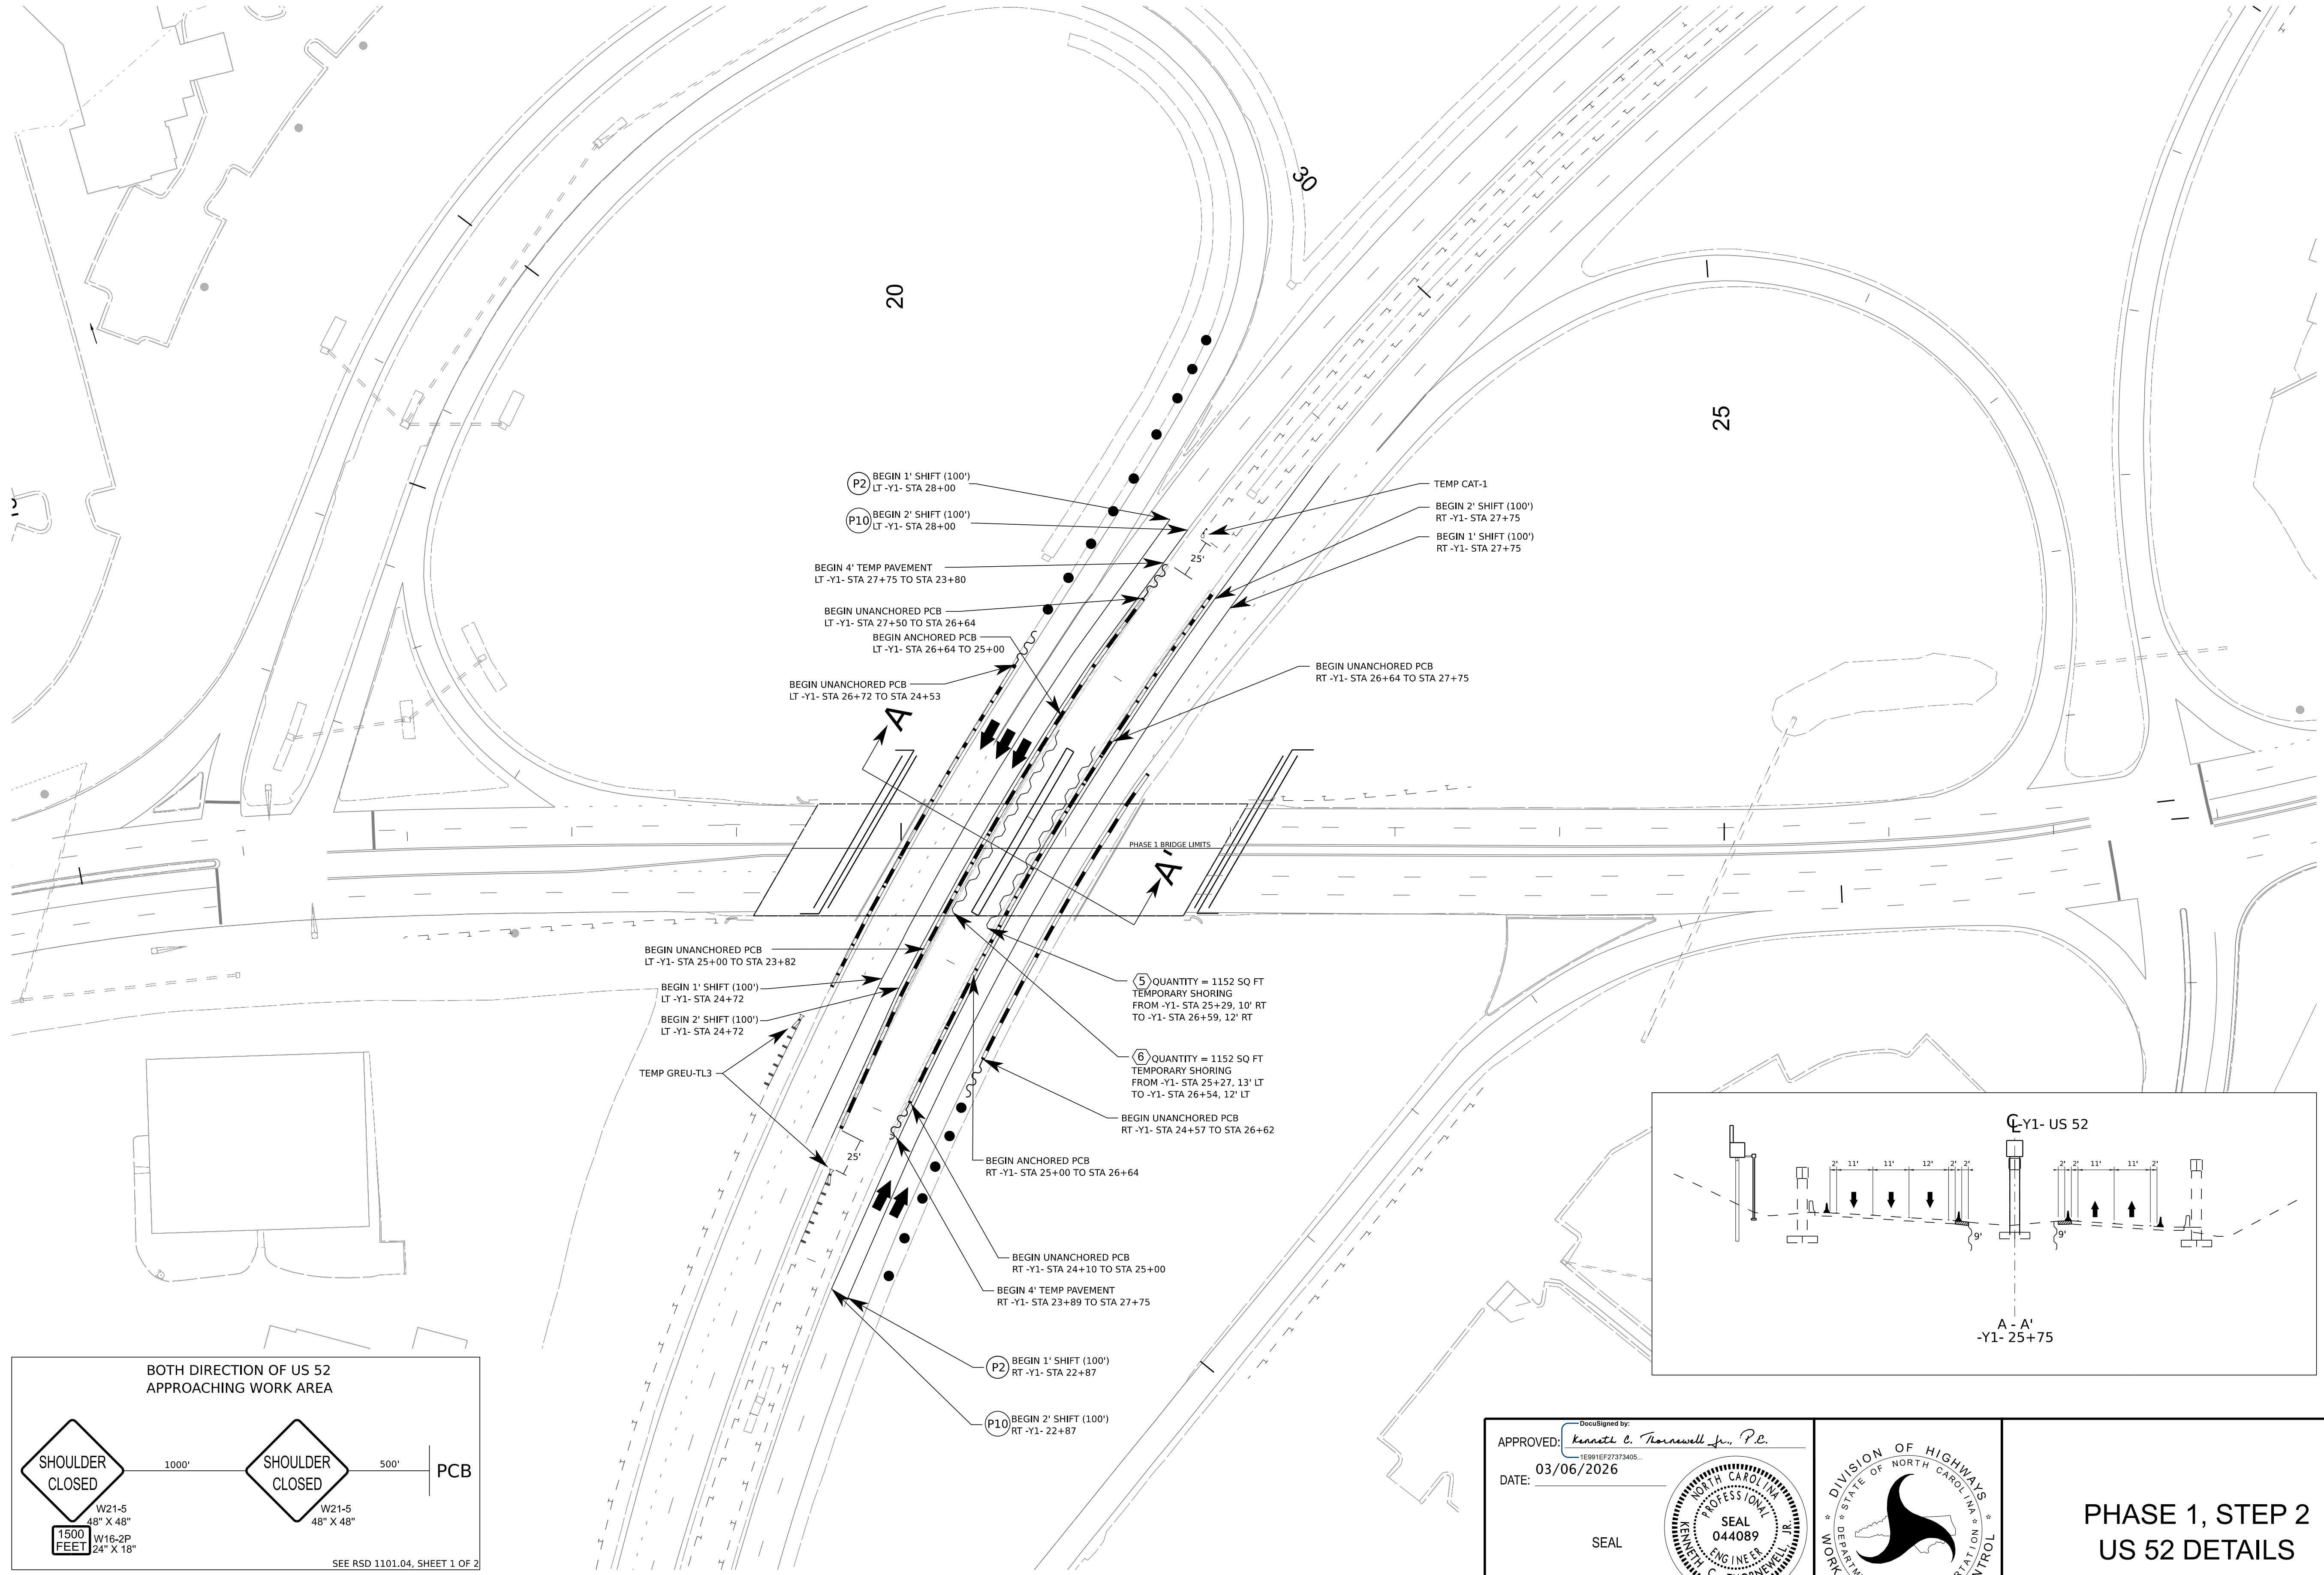 30
20
25
P2 BEGIN 1' SHIFT (100')
LT -Y1- STA 28+00
P10 BEGIN 2' SHIFT (100')
LT -Y1- STA 28+00
BEGIN 4' TEMP PAVEMENT
LT -Y1- STA 27+75 TO STA 23+80
BEGIN UNANCHORED PCB
LT -Y1- STA 27+50 TO STA 26+64
BEGIN ANCHORED PCB
LT -Y1- STA 26+64 TO 25+00
BEGIN UNANCHORED PCB
LT -Y1- STA 26+72 TO STA 24+53
TEMP CAT-1
BEGIN 2' SHIFT (100')
RT -Y1- STA 27+75
BEGIN 1' SHIFT (100')
RT -Y1- STA 27+75
25'
BEGIN UNANCHORED PCB
RT -Y1- STA 26+64 TO STA 27+75
A
PHASE 1 BRIDGE LIMITS
A'
BEGIN UNANCHORED PCB
LT -Y1- STA 25+00 TO STA 23+82
BEGIN 1' SHIFT (100')
LT -Y1- STA 24+72
BEGIN 2' SHIFT (100')
LT -Y1- STA 24+72
TEMP GREU-TL3
25'
5 QUANTITY = 1152 SQ FT
TEMPORARY SHORING
FROM -Y1- STA 25+29, 10' RT
TO -Y1- STA 26+59, 12' RT
6 QUANTITY = 1152 SQ FT
TEMPORARY SHORING
FROM -Y1- STA 25+27, 13' LT
TO -Y1- STA 26+54, 12' LT
BEGIN UNANCHORED PCB
RT -Y1- STA 24+57 TO STA 26+62
BEGIN ANCHORED PCB
RT -Y1- STA 25+00 TO STA 26+64
BEGIN UNANCHORED PCB
RT -Y1- STA 24+10 TO STA 25+00
BEGIN 4' TEMP PAVEMENT
RT -Y1- STA 23+89 TO STA 27+75
P2 BEGIN 1' SHIFT (100')
RT -Y1- STA 22+87
P10 BEGIN 2' SHIFT (100')
RT -Y1- 22+87
CL -Y1- US 52
2' 11' 11' 12' 2' 2' 2' 2' 11' 11' 2'
9' 9'
A - A'
-Y1- 25+75
BOTH DIRECTION OF US 52
APPROACHING WORK AREA
SHOULDER
CLOSED
1000'
SHOULDER
CLOSED
500'
PCB
W21-5
48" X 48"
W21-5
48" X 48"
1500
FEET
W16-2P
24" X 18"
SEE RSD 1101.04, SHEET 1 OF 2
DocuSigned by:
APPROVED: Kenneth C. Thornewell Jr., P.E.
1E991EF27373405...
DATE: 03/06/2026
SEAL
NORTH CAROLINA
PROFESSIONAL
SEAL
044089
ENGINEER
KENNETH C. THORNEWELL, JR.
DIVISION OF HIGHWAYS
STATE OF NORTH CAROLINA
PHASE 1, STEP 2
US 52 DETAILS